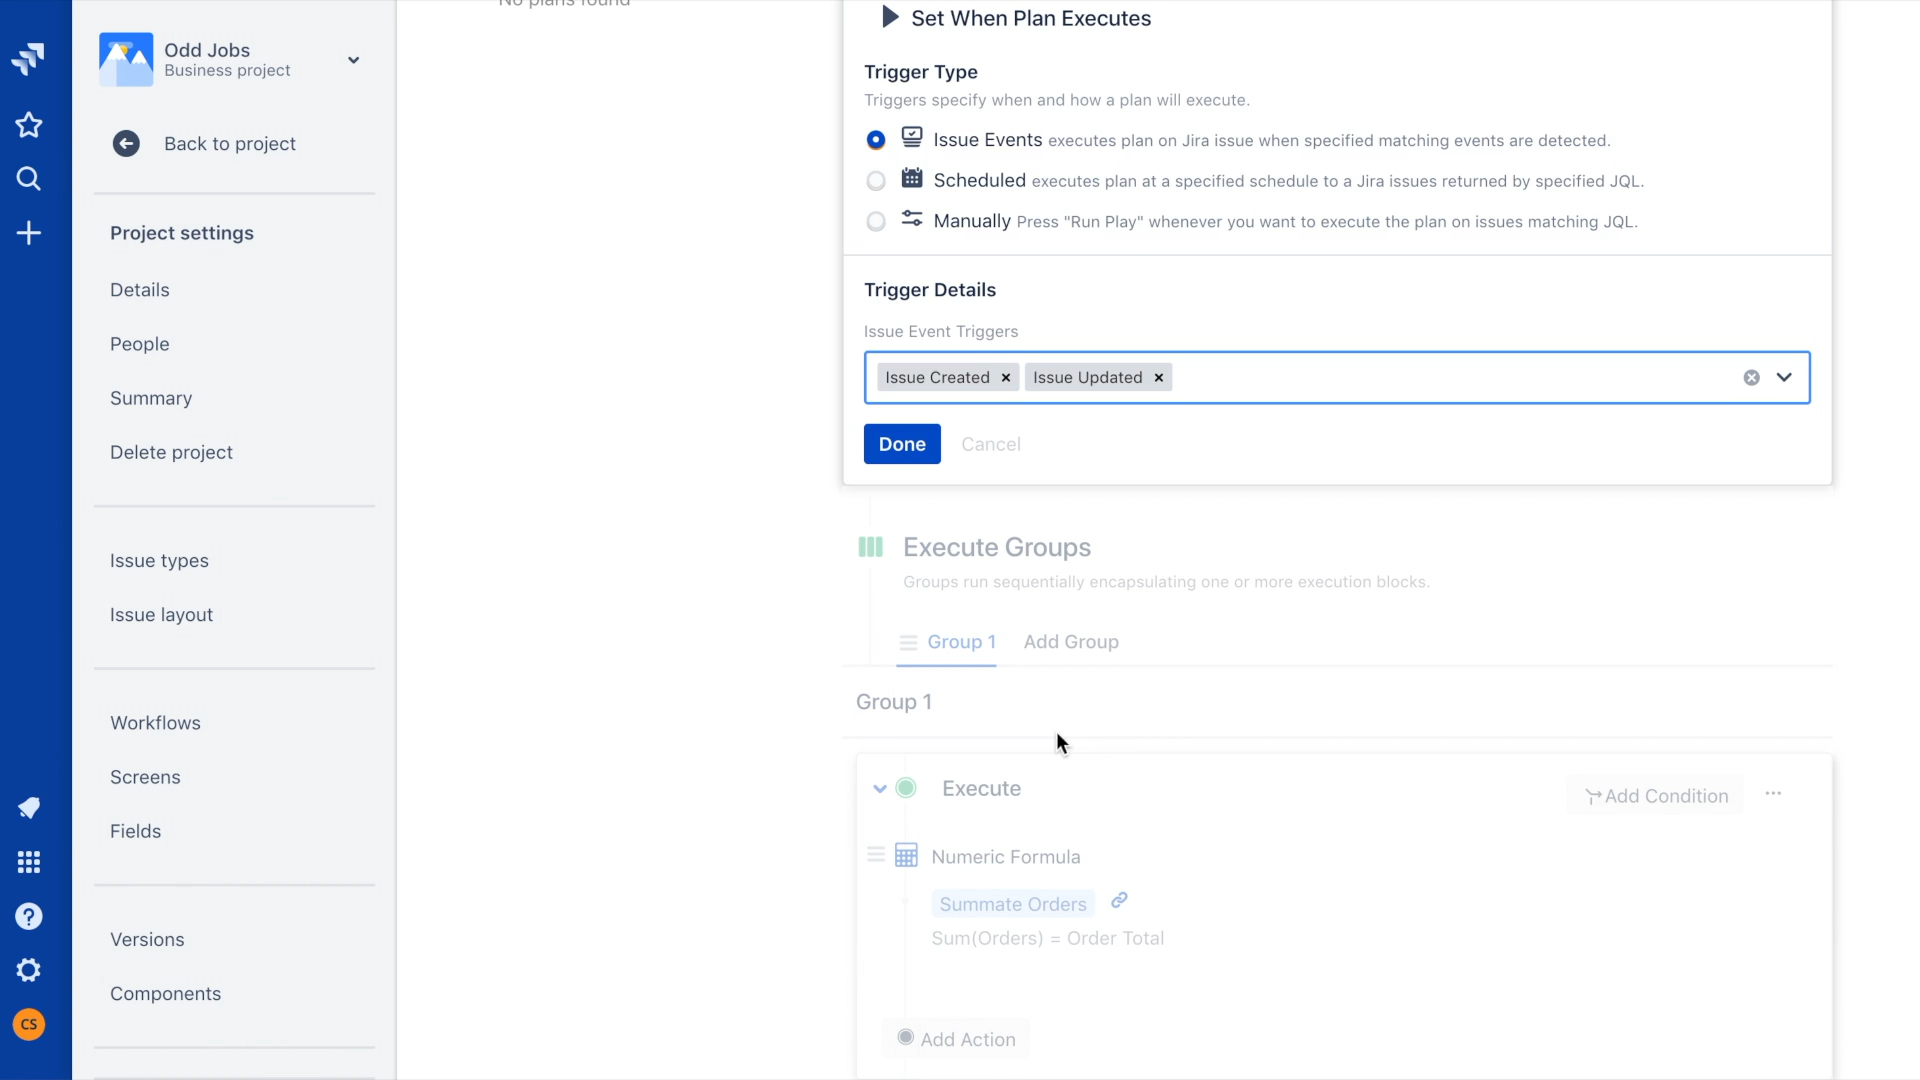 No plans found
Set When Plan Executes
Odd Jobs
Business project
Back to project
Project settings
Details
People
Summary
Delete project
Issue types
Issue layout
Workflows
Screens
Fields
Versions
Components
CS
Trigger Type
Triggers specify when and how a plan will execute.
Issue Events executes plan on Jira issue when specified matching events are detected.
Scheduled executes plan at a specified schedule to a Jira issues returned by specified JQL.
Manually Press "Run Play" whenever you want to execute the plan on issues matching JQL.
Trigger Details
Issue Event Triggers
Issue Created × Issue Updated ×
Done Cancel
Execute Groups
Groups run sequentially encapsulating one or more execution blocks.
Group 1 Add Group
Group 1
Execute Add Condition ...
Numeric Formula
Summate Orders
Sum(Orders) = Order Total
Add Action